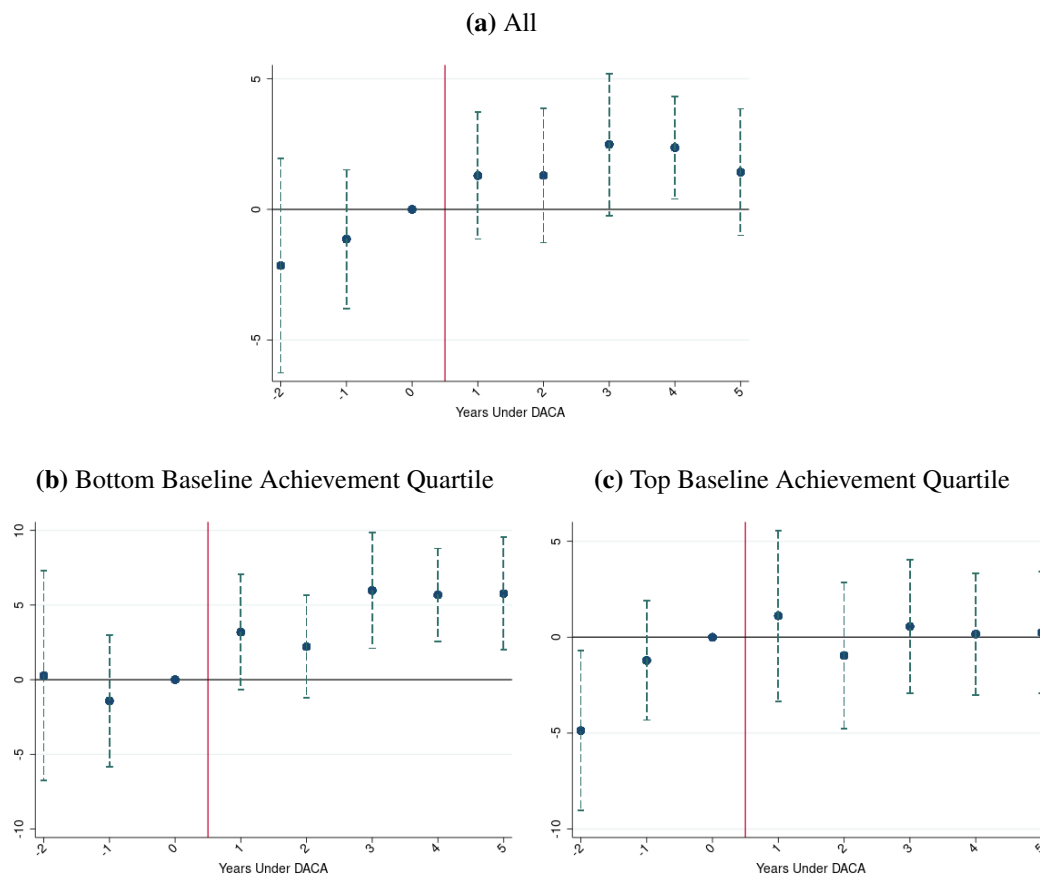 (a) All
5
0
-5
-2 -1 0 1 2 3 4 5
Years Under DACA
(b) Bottom Baseline Achievement Quartile
10
5
0
-5
-10
-2 -1 0 1 2 3 4 5
Years Under DACA
(c) Top Baseline Achievement Quartile
5
0
-5
-10
-2 -1 0 1 2 3 4 5
Years Under DACA